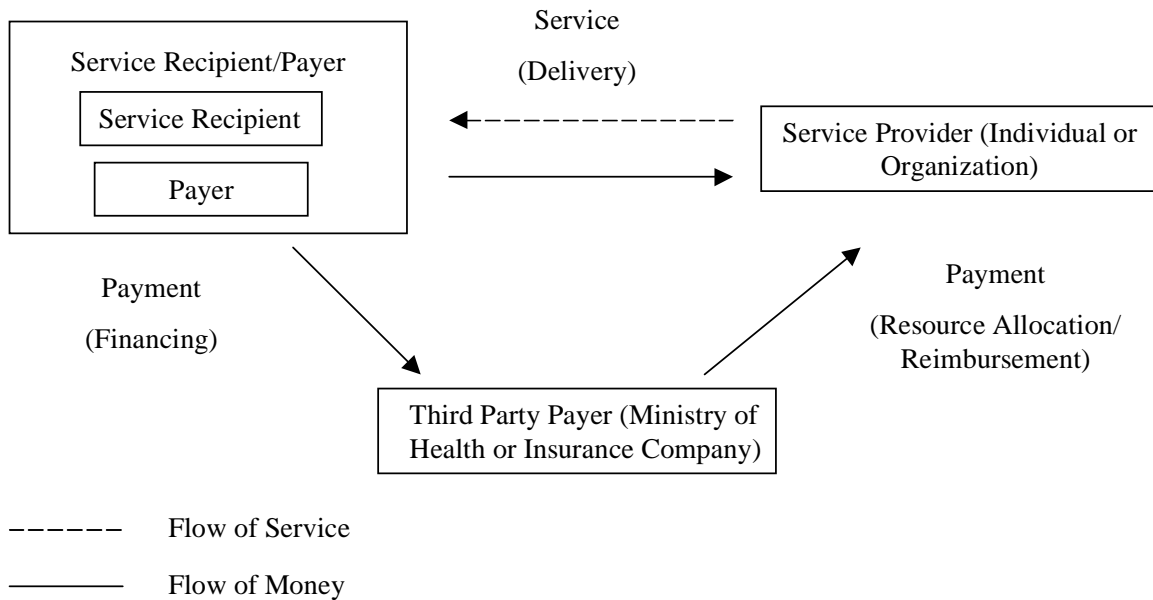 Service
(Delivery)
Service Recipient/Payer
Service Recipient
Payer
Service Provider (Individual or
Organization)
Payment
(Financing)
Payment
(Resource Allocation/
Reimbursement)
Third Party Payer (Ministry of
Health or Insurance Company)
Flow of Service
Flow of Money